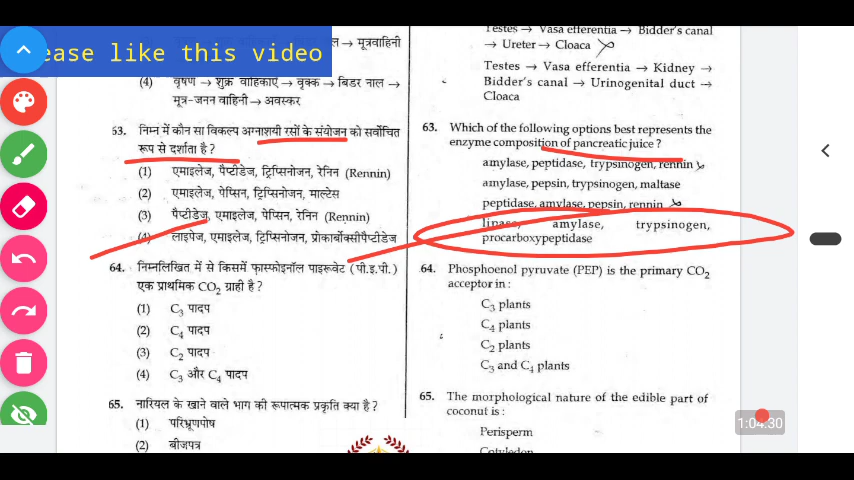 ease like this video
नाल → मूत्रवाहिनी
(4) वृषण → शुक्र वाहिकाएँ → वृक्क → बिडर नाल →
मूत्र-जनन वाहिनी → अवस्कर
63. निम्न में कौन सा विकल्प अग्नाशयी रसों के संयोजन को सर्वोचित
रूप से दर्शाता है ?
(1) एमाइलेज, पैप्टीडेज, ट्रिप्सिनोजन, रेनिन (Rennin)
(2) एमाइलेज, पेप्सिन, ट्रिप्सिनोजन, माल्टेस
(3) पैप्टीडेज, एमाइलेज, पेप्सिन, रेनिन (Rennin)
(4) लाइपेज, एमाइलेज, ट्रिप्सिनोजन, प्रोकार्बोक्सीपैप्टीडेज
64. निम्नलिखित में से किसमें फ़ास्फोइनॉल पाइरूवेट (पी.इ.पी.)
एक प्राथमिक CO₂ ग्राही है ?
(1) C₃ पादप
(2) C₄ पादप
(3) C₂ पादप
(4) C₃ और C₄ पादप
65. नारियल के खाने वाले भाग की रूपात्मक प्रकृति क्या है ?
(1) परिभ्रूणपोष
(2) बीजपत्र
Testes → Vasa efferentia → Bidder's canal
→ Ureter → Cloaca
Testes → Vasa efferentia → Kidney →
Bidder's canal → Urinogenital duct →
Cloaca
63. Which of the following options best represents the
enzyme composition of pancreatic juice ?
amylase, peptidase, trypsinogen, rennin
amylase, pepsin, trypsinogen, maltase
peptidase, amylase, pepsin, rennin
lipase, amylase, trypsinogen,
procarboxypeptidase
64. Phosphoenol pyruvate (PEP) is the primary CO₂
acceptor in :
C₃ plants
C₄ plants
C₂ plants
C₃ and C₄ plants
65. The morphological nature of the edible part of
coconut is :
Perisperm
Cotyledon
1:04:30